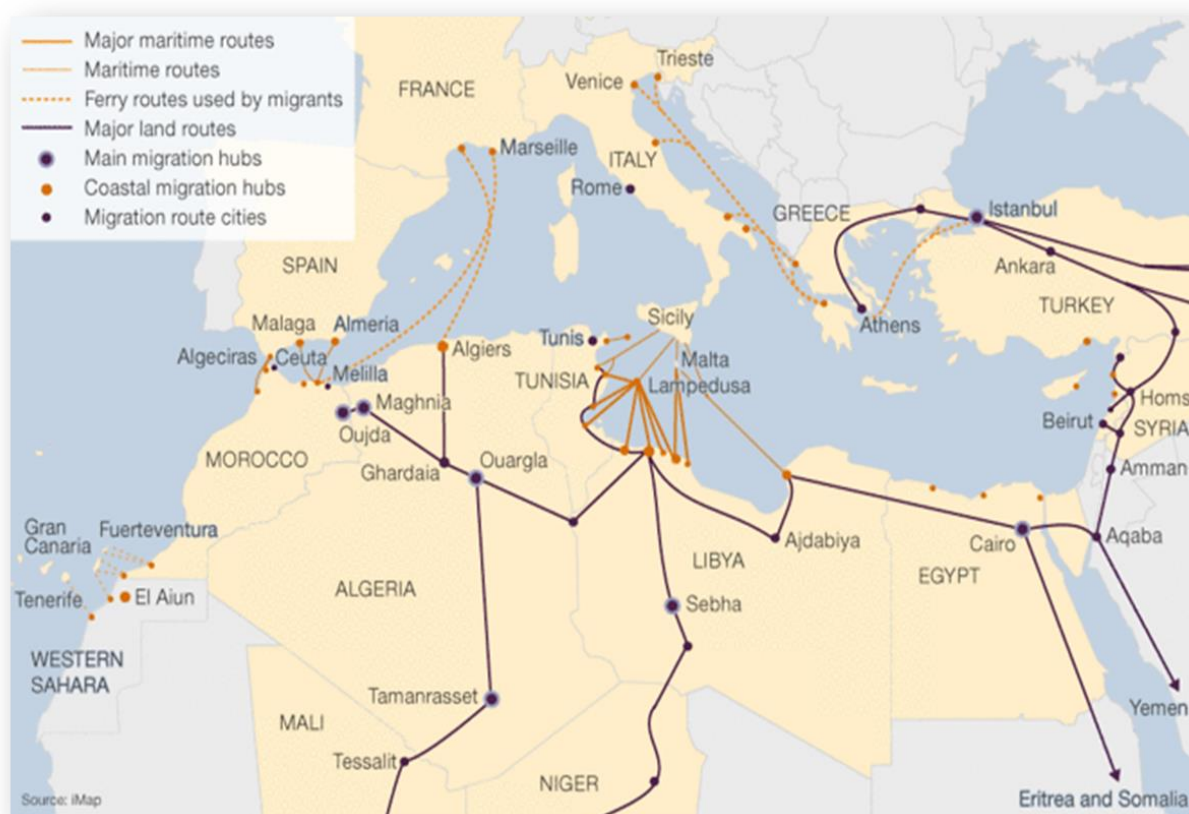 Major maritime routes
Maritime routes
Ferry routes used by migrants
Major land routes
Main migration hubs
Coastal migration hubs
Migration route cities
FRANCE
Trieste
Venice
Marseille
ITALY
Rome
GREECE
Istanbul
SPAIN
Ankara
TURKEY
Malaga
Almeria
Sicily
Athens
Algeciras
Ceuta
Algiers
Tunis
Malta
Melilla
TUNISIA
Lampedusa
Maghnia
Homs
Oujda
Beirut
SYRIA
MOROCCO
Ghardaia
Ouargla
Amman
Gran
Canaria
Fuerteventura
Ajdabiya
Cairo
Aqaba
LIBYA
EGYPT
ALGERIA
Tenerife
El Aiun
Sebha
WESTERN
SAHARA
Tamanrasset
Yemen
MALI
Tessalit
NIGER
Source: iMap
Eritrea and Somalia